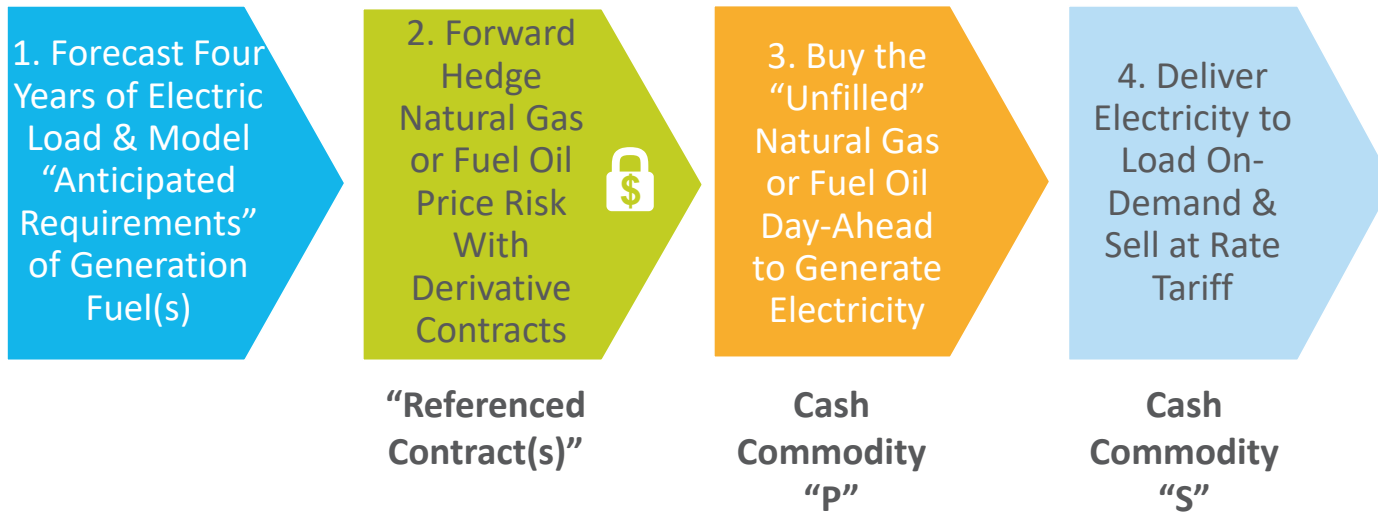 1. Forecast Four
Years of Electric
Load & Model
“Anticipated
Requirements”
of Generation
Fuel(s)
2. Forward
Hedge
Natural Gas
or Fuel Oil
Price Risk
With
Derivative
Contracts
$
3. Buy the
“Unfilled”
Natural Gas
or Fuel Oil
Day-Ahead
to Generate
Electricity
4. Deliver
Electricity to
Load On-
Demand &
Sell at Rate
Tariff
“Referenced
Contract(s)”
Cash
Commodity
“P”
Cash
Commodity
“S”